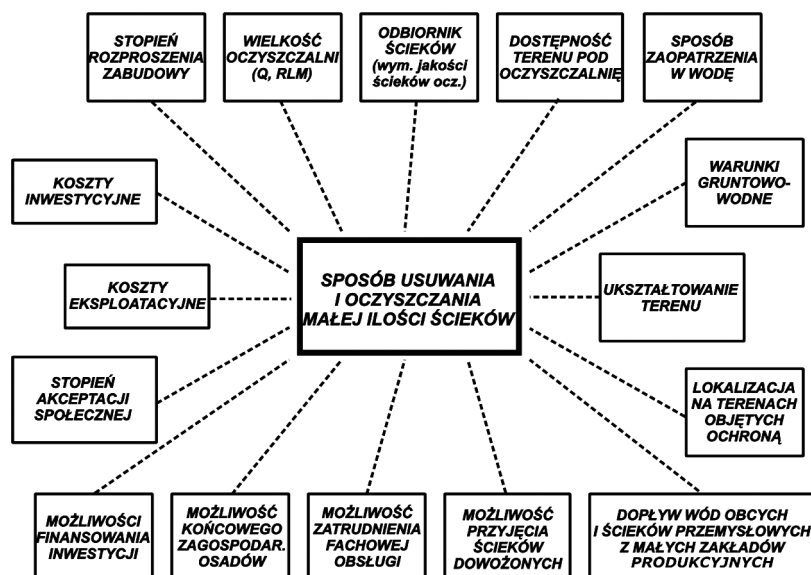 STOPIEŃ
ROZPROSZENIA
ZABUDOWY
WIELKOŚĆ
OCZYSZCZALNI
(Q, RLM)
ODBIORNIK
ŚCIEKÓW
(wym. jakości
ścieków ocz.)
DOSTĘPNOŚĆ
TERENU POD
OCZYSZCZALNIĘ
SPOSÓB
ZAOPATRZENIA
W WODĘ
KOSZTY
INWESTYCYJNE
WARUNKI
GRUNTOWO-
WODNE
KOSZTY
EKSPLOATACYJNE
SPOSÓB USUWANIA
I OCZYSZCZANIA
MAŁEJ ILOŚCI ŚCIEKÓW
UKSZTAŁTOWANIE
TERENU
STOPIEŃ
AKCEPTACJI
SPOŁECZNEJ
LOKALIZACJA
NA TERENACH
OBJĘTYCH
OCHRONĄ
MOŻLIWOŚCI
FINANSOWANIA
INWESTYCJI
MOŻLIWOŚĆ
KOŃCOWEGO
ZAGOSPODAR.
OSADÓW
MOŻLIWOŚĆ
ZATRUDNIENIA
FACHOWEJ
OBSŁUGI
MOŻLIWOŚĆ
PRZYJĘCIA
ŚCIEKÓW
DOWOŻONYCH
DOPŁYW WÓD OBCYCH
I ŚCIEKÓW PRZEMYSŁOWYCH
Z MAŁYCH ZAKŁADÓW
PRODUKCYJNYCH